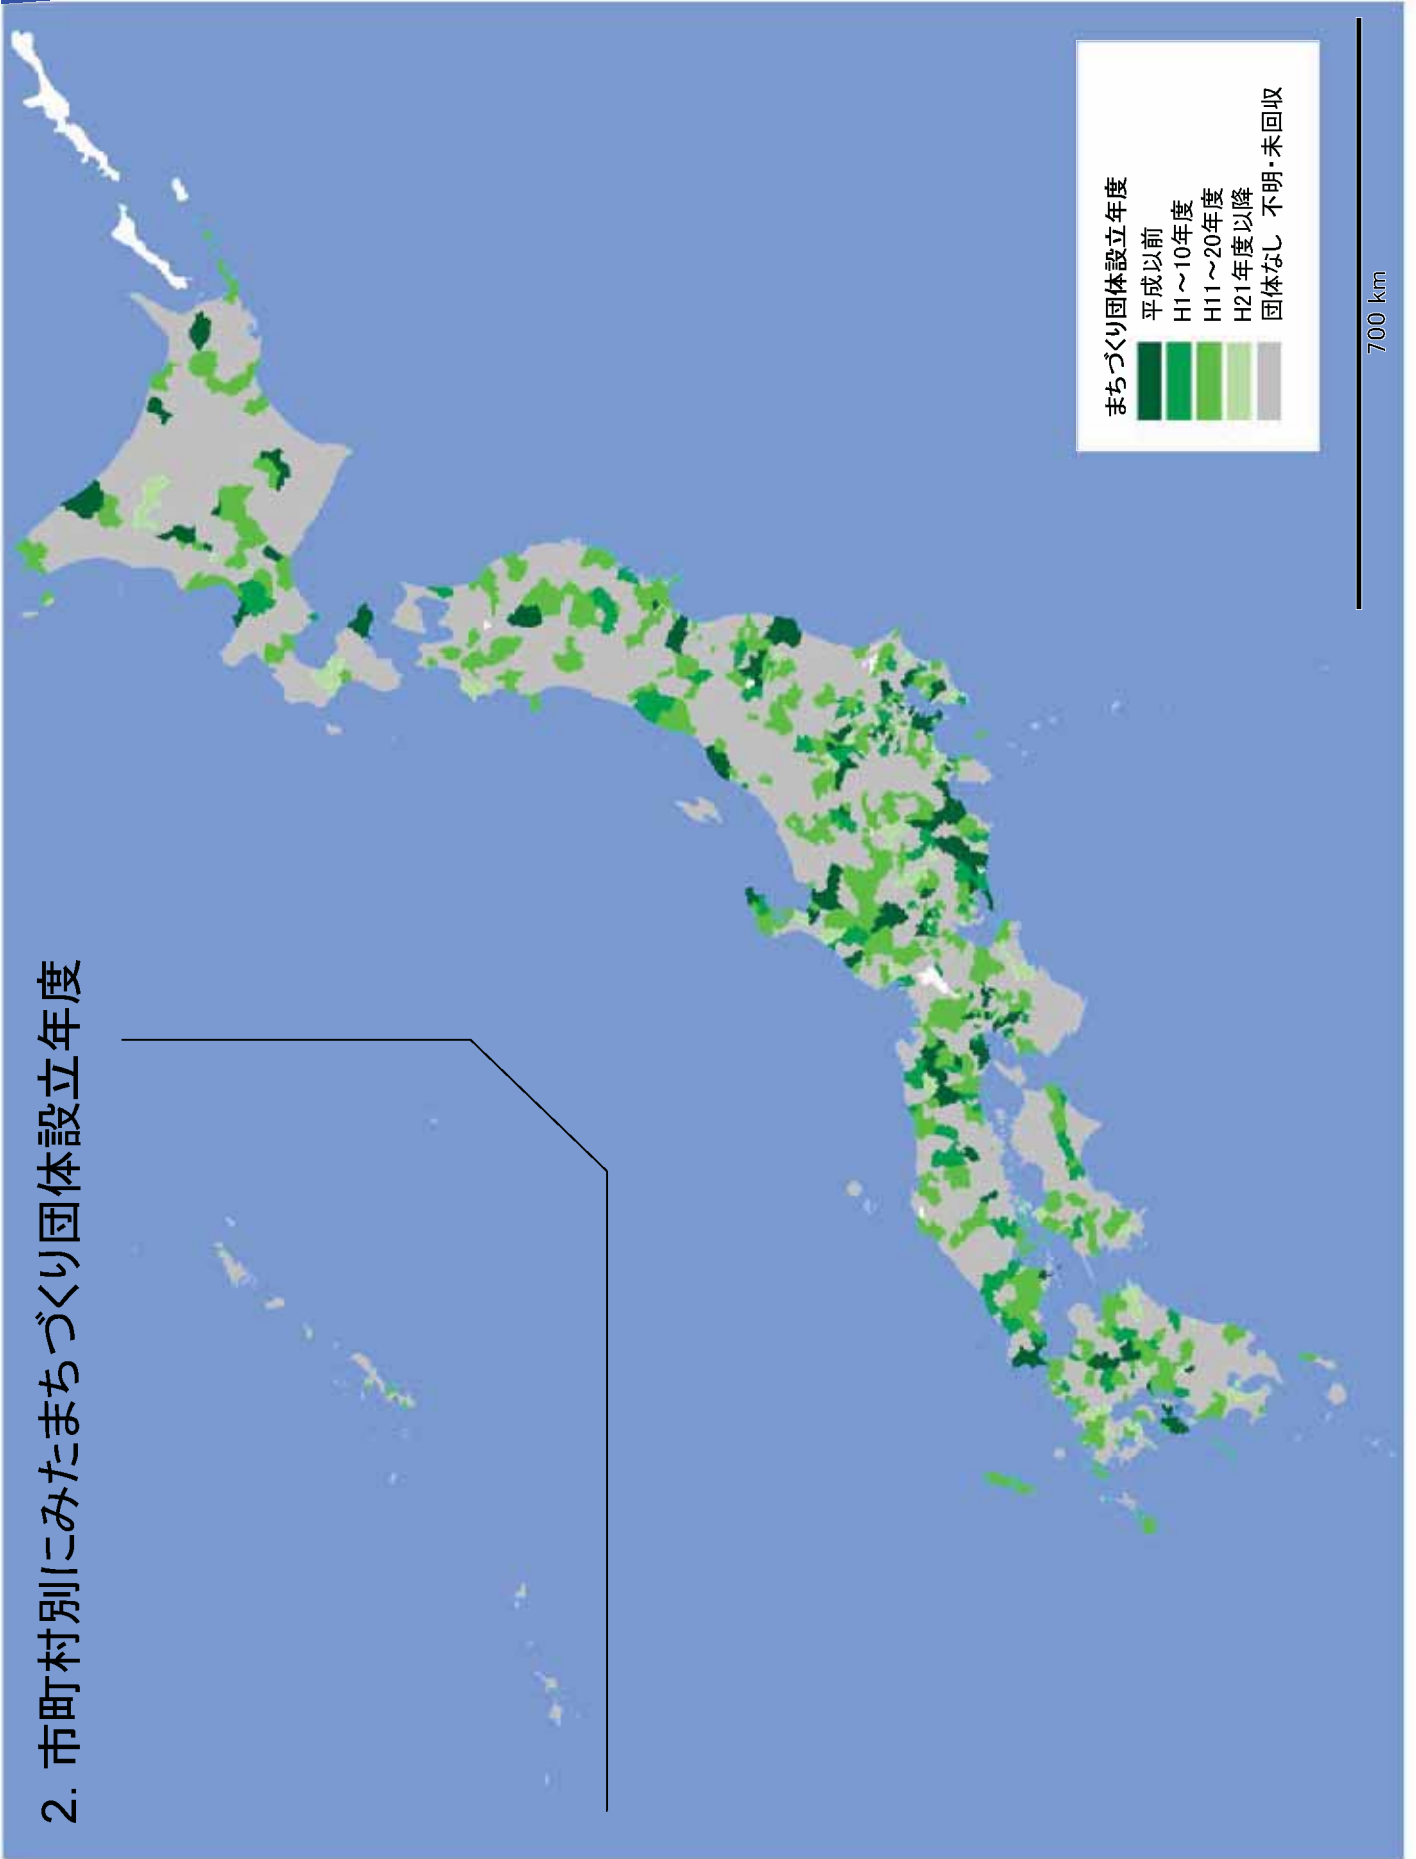 2. 市町村別にみたまちづくり団体設立年度
まちづくり団体設立年度
平成以前
H1～10年度
H11～20年度
H21年度以降
団体なし 不明・未回収
700 km